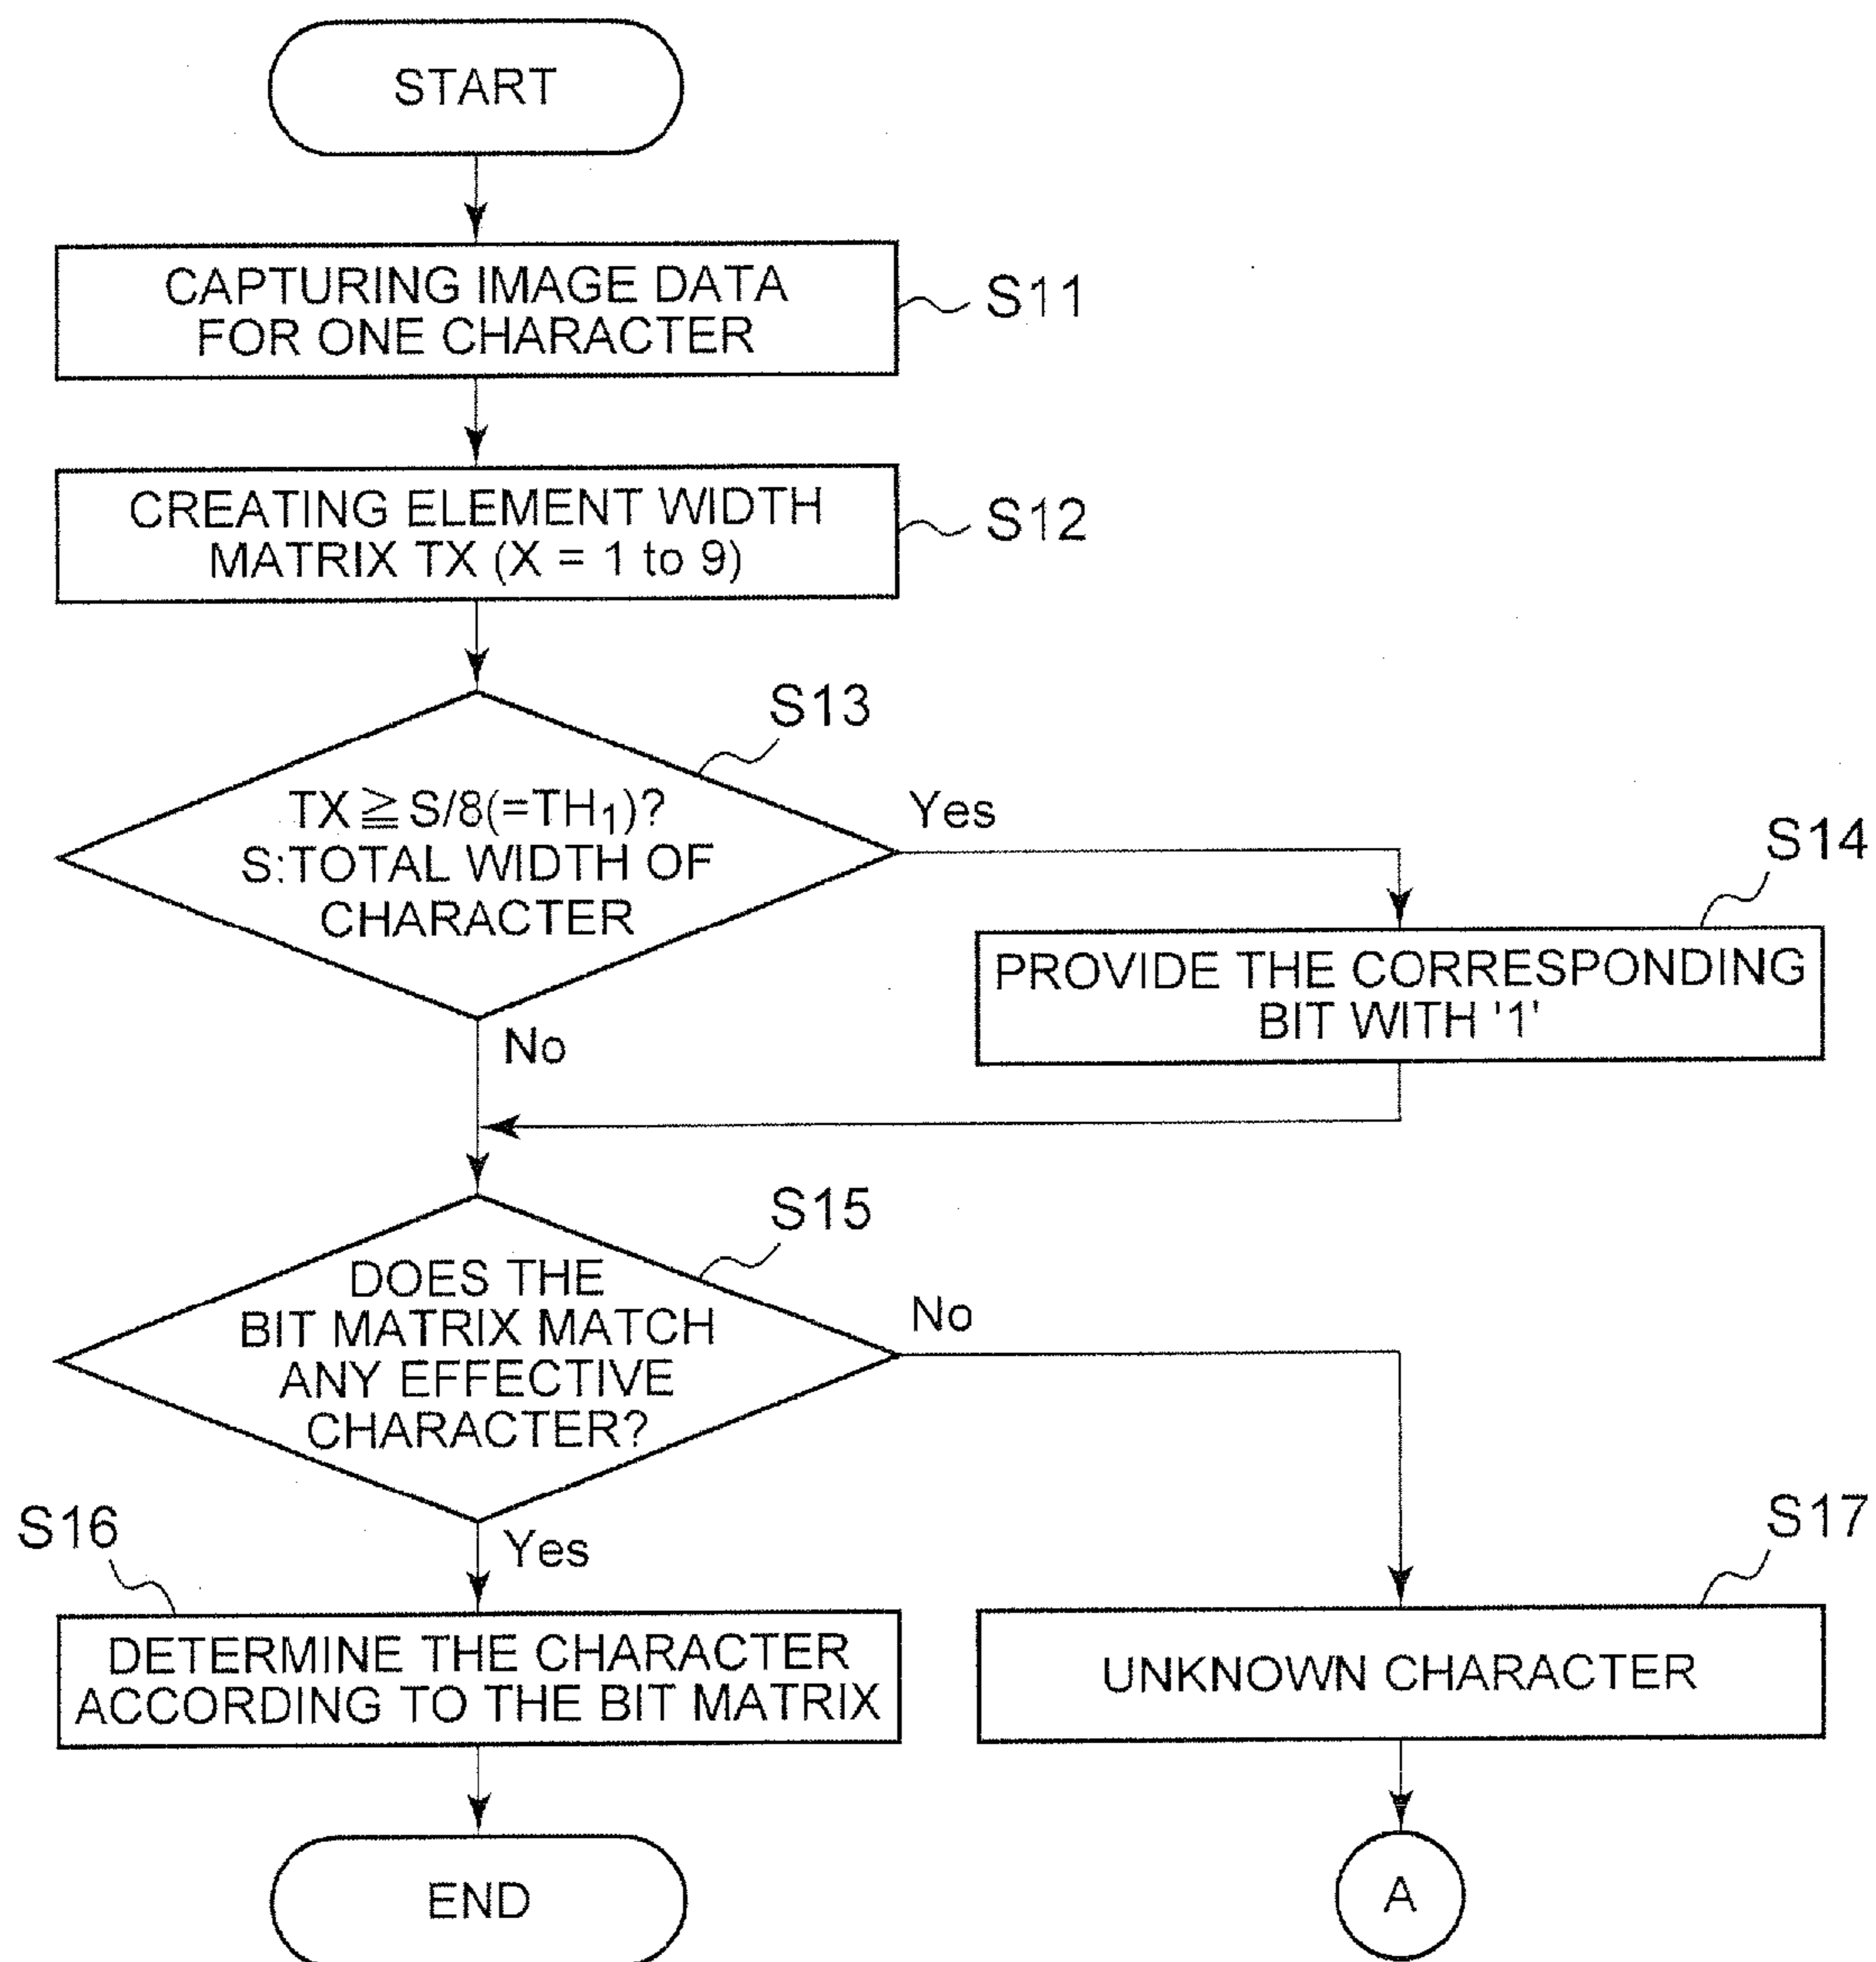 START
CAPTURING IMAGE DATA
FOR ONE CHARACTER
S11
CREATING ELEMENT WIDTH
MATRIX TX (X = 1 to 9)
S12
S13
TX ≧ S/8(=TH₁)?
S:TOTAL WIDTH OF
CHARACTER
Yes
No
S14
PROVIDE THE CORRESPONDING
BIT WITH '1'
S15
DOES THE
BIT MATRIX MATCH
ANY EFFECTIVE
CHARACTER?
No
Yes
S16
DETERMINE THE CHARACTER
ACCORDING TO THE BIT MATRIX
S17
UNKNOWN CHARACTER
END
A